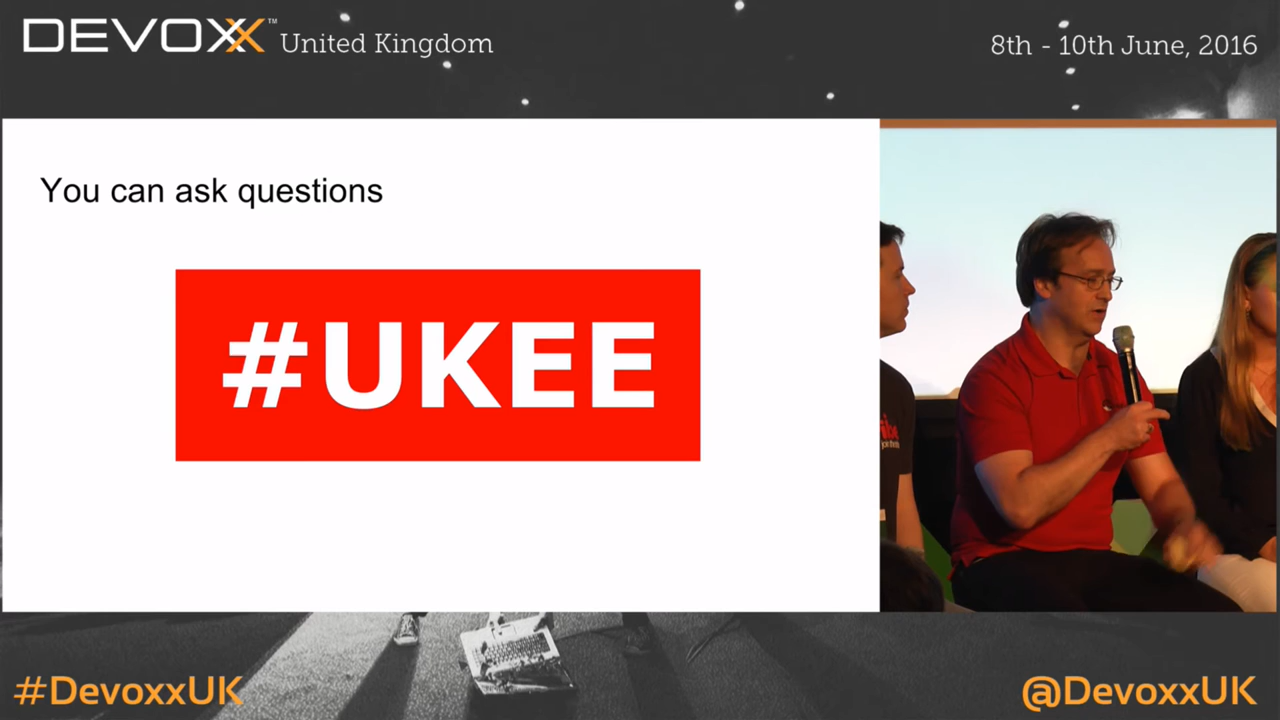 DEVOXX™ United Kingdom
8th - 10th June, 2016
You can ask questions
#UKEE
#DevoxxUK
@DevoxxUK